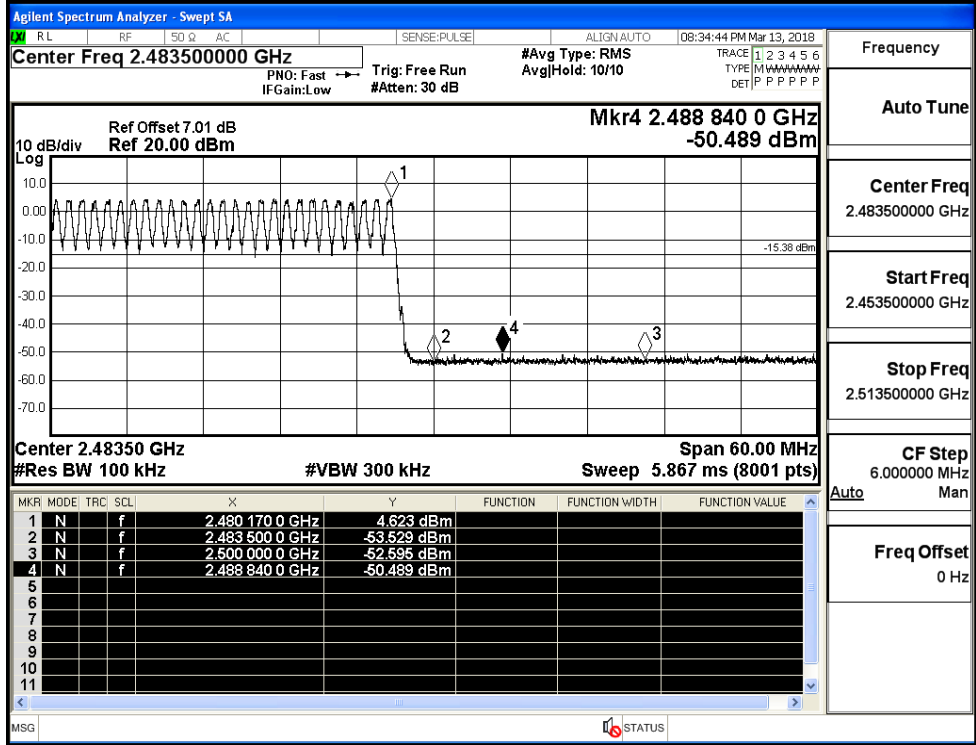 Agilent Spectrum Analyzer - Swept SA
LXI RL RF 50 Ω AC SENSE:PULSE ALIGNAUTO 08:34:44 PM Mar 13, 2018
Center Freq 2.483500000 GHz
PNO: Fast
IFGain:Low
Trig: Free Run
#Atten: 30 dB
#Avg Type: RMS
Avg|Hold: 10/10
TRACE 1 2 3 4 5 6
TYPE M WWWWW
DET P P P P P P
Frequency
Auto Tune
Center Freq
2.483500000 GHz
Start Freq
2.453500000 GHz
Stop Freq
2.513500000 GHz
CF Step
6.000000 MHz
Auto Man
Freq Offset
0 Hz
Mkr4 2.488 840 0 GHz
-50.489 dBm
Ref Offset 7.01 dB
10 dB/div Ref 20.00 dBm
Log
10.0
0.00
-10.0
-20.0
-30.0
-40.0
-50.0
-60.0
-70.0
1
-15.38 dBm
2
4
3
Center 2.48350 GHz Span 60.00 MHz
#Res BW 100 kHz #VBW 300 kHz Sweep 5.867 ms (8001 pts)
MKR MODE TRC SCL X Y FUNCTION FUNCTION WIDTH FUNCTION VALUE
1 N f 2.480 170 0 GHz 4.623 dBm
2 N f 2.483 500 0 GHz -53.529 dBm
3 N f 2.500 000 0 GHz -52.595 dBm
4 N f 2.488 840 0 GHz -50.489 dBm
5
6
7
8
9
10
11
MSG STATUS